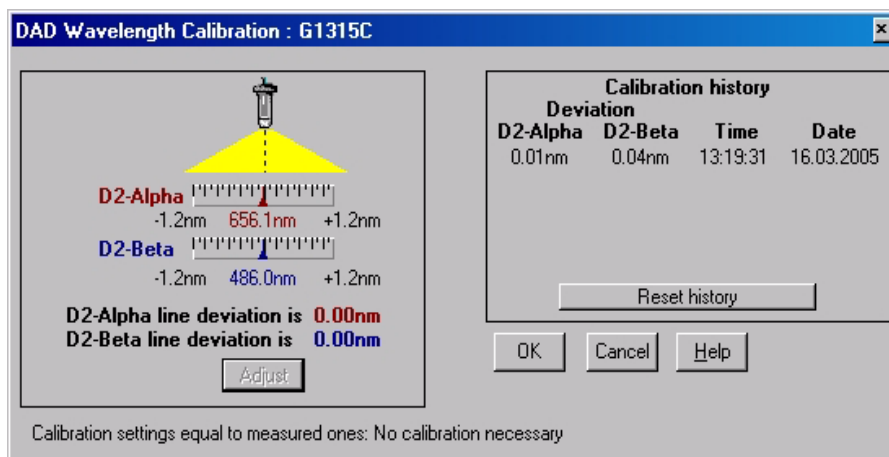 DAD Wavelength Calibration : G1315C
D2-Alpha
-1.2nm 656.1nm +1.2nm
D2-Beta
-1.2nm 486.0nm +1.2nm
D2-Alpha line deviation is 0.00nm
D2-Beta line deviation is 0.00nm
Adjust
Calibration history
Deviation
D2-Alpha D2-Beta Time Date
0.01nm 0.04nm 13:19:31 16.03.2005
Reset history
OK Cancel Help
Calibration settings equal to measured ones: No calibration necessary